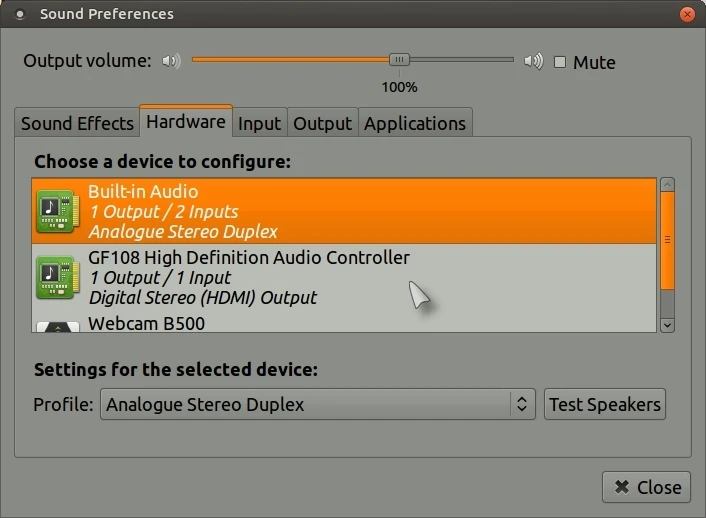 Sound Preferences
Output volume:
Mute
100%
Sound Effects Hardware Input Output Applications
Choose a device to configure:
Built-in Audio
1 Output / 2 Inputs
Analogue Stereo Duplex
GF108 High Definition Audio Controller
1 Output / 1 Input
Digital Stereo (HDMI) Output
Webcam B500
Settings for the selected device:
Profile: Analogue Stereo Duplex Test Speakers
Close